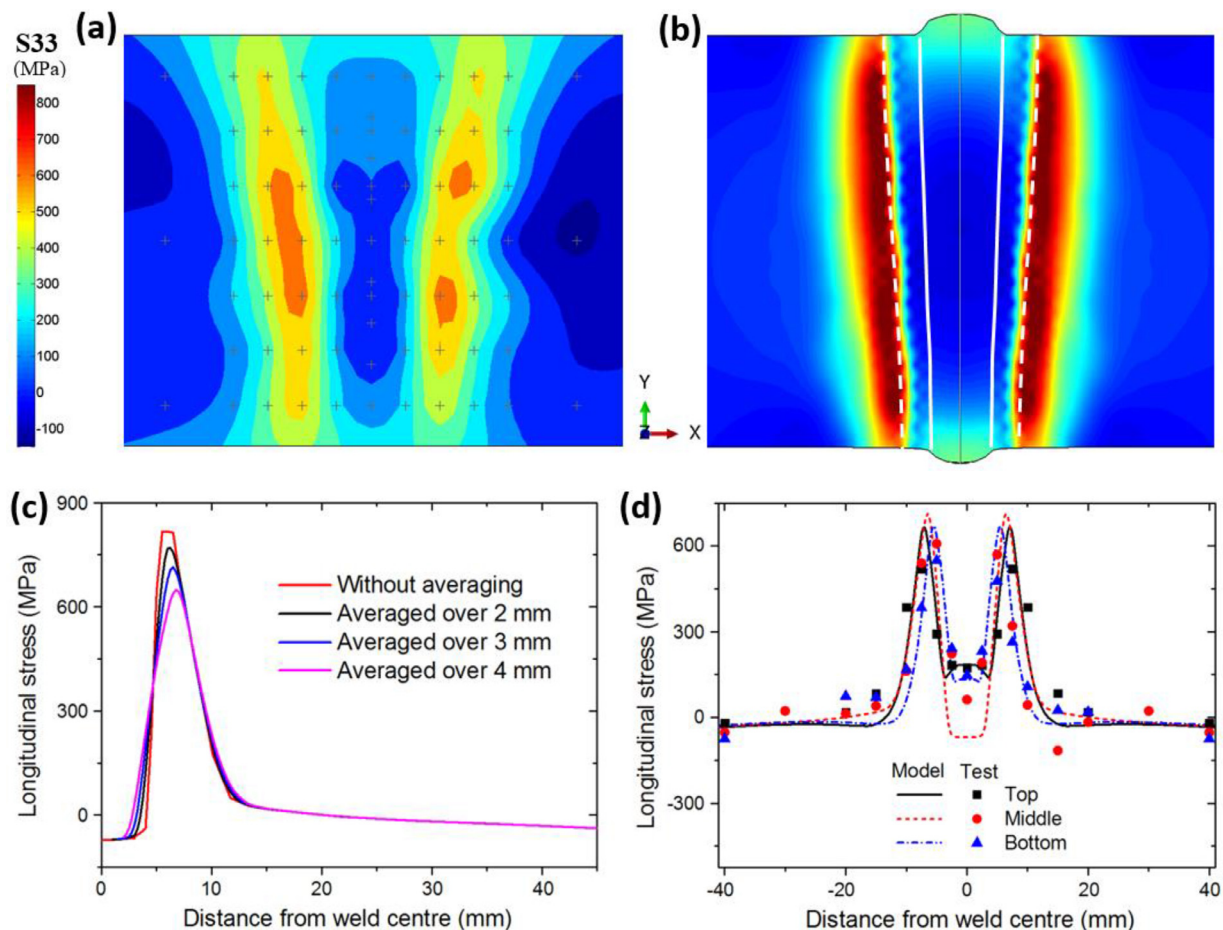 (a)
(b)
S33
(MPa)
800
700
600
500
400
300
200
100
0
-100
Y
Z
X
(c)
900
600
300
0
Longitudinal stress (MPa)
Without averaging
Averaged over 2 mm
Averaged over 3 mm
Averaged over 4 mm
0
10
20
30
40
Distance from weld centre (mm)
(d)
600
300
0
-300
Longitudinal stress (MPa)
Model Test
Top
Middle
Bottom
-40
-20
0
20
40
Distance from weld centre (mm)